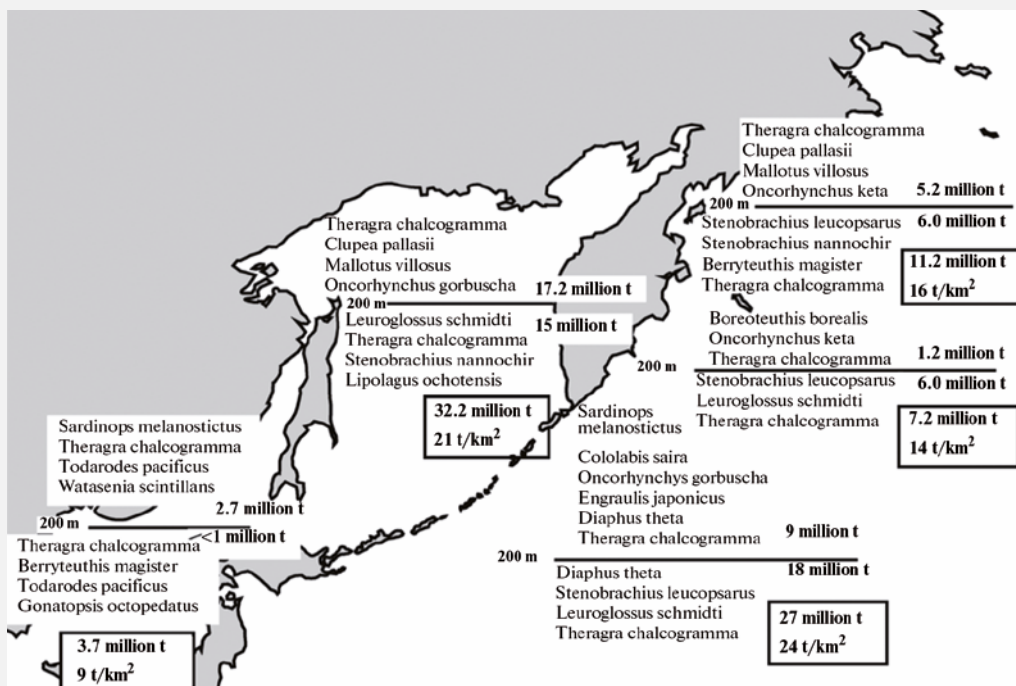 Theragra chalcogramma
Clupea pallasii
Mallotus villosus
Oncorhynchus keta 5.2 million t
200 m
Stenobrachius leucopsarus 6.0 million t
Stenobrachius nannochir
Berryteuthis magister
Theragra chalcogramma
11.2 million t
16 t/km²
Boreoteuthis borealis
Oncorhynchus keta
Theragra chalcogramma 1.2 million t
200 m
Stenobrachius leucopsarus 6.0 million t
Leuroglossus schmidti
Theragra chalcogramma
7.2 million t
14 t/km²
Theragra chalcogramma
Clupea pallasii
Mallotus villosus
Oncorhynchus gorbuscha 17.2 million t
200 m
Leuroglossus schmidti 15 million t
Theragra chalcogramma
Stenobrachius nannochir
Lipolagus ochotensis
32.2 million t
21 t/km²
Sardinops melanostictus
Theragra chalcogramma
Todarodes pacificus
Watasenia scintillans
2.7 million t
200 m
<<1 million t
Theragra chalcogramma
Berryteuthis magister
Todarodes pacificus
Gonatopsis octopedatus
3.7 million t
9 t/km²
Sardinops
melanostictus
Cololabis saira
Oncorhynchys gorbuscha
Engraulis japonicus
Diaphus theta
Theragra chalcogramma 9 million t
200 m
Diaphus theta 18 million t
Stenobrachius leucopsarus
Leuroglossus schmidti
Theragra chalcogramma
27 million t
24 t/km²